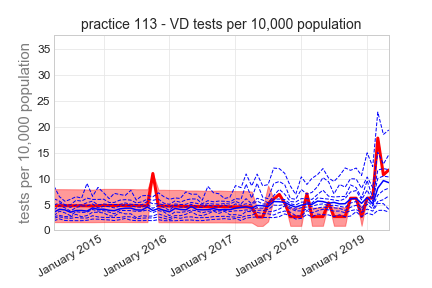 practice 113 - VD tests per 10,000 population
tests per 10,000 population
35
30
25
20
15
10
5
0
January 2015
January 2016
January 2017
January 2018
January 2019